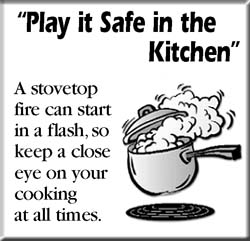 “Play it Safe in the
Kitchen”
A stovetop
fire can start
in a flash, so
keep a close
eye on your
cooking
at all times.